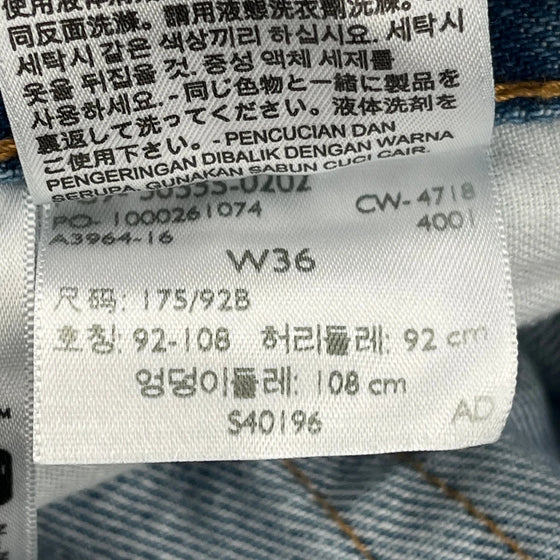 同反面洗滌。請用液態洗衣劑洗滌。
세탁시 같은 색상끼리 하십시오. 세탁시
옷을 뒤집을 것. 중성 액체 세제를
사용하세요. - 同じ色物と一緒に製品を
裏返して洗ってください。液体洗剤を
ご使用下さい。- PENCUCIAN DAN
PENGERINGAN DIBALIK DENGAN WARNA
SERUPA. GUNAKAN SABUN CUCI CAIR.
PO- 1000261074 CW- 4718
A3964-16 4001
W36
尺码: 175/92B
호칭: 92-108 허리둘레: 92 cm
엉덩이둘레: 108 cm
S40196 AD